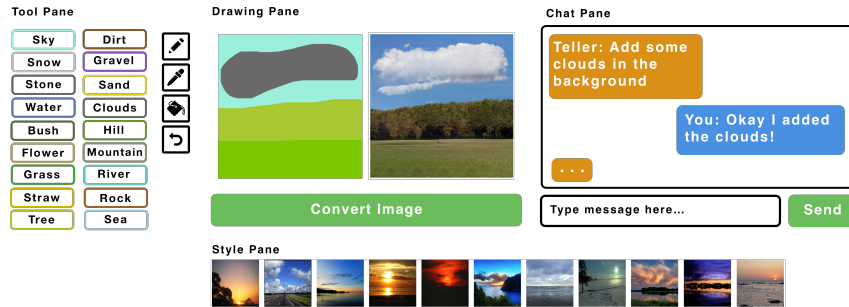 Tool Pane
Sky
Dirt
Snow
Gravel
Stone
Sand
Water
Clouds
Bush
Hill
Flower
Mountain
Grass
River
Straw
Rock
Tree
Sea
Drawing Pane
Convert Image
Style Pane
Chat Pane
Teller: Add some
clouds in the
background
You: Okay I added
the clouds!
...
Type message here...
Send